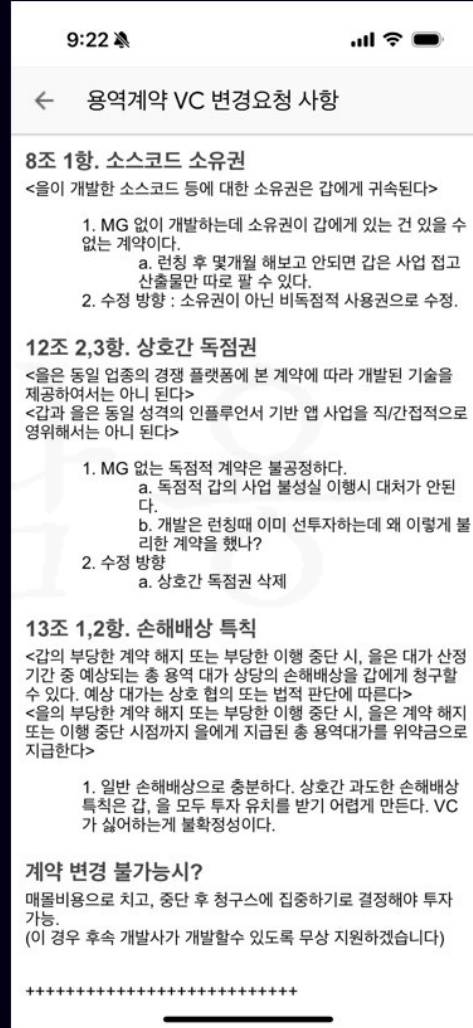 9:22
용역계약 VC 변경요청 사항
8조 1항. 소스코드 소유권
<을이 개발한 소스코드 등에 대한 소유권은 갑에게 귀속된다>
1. MG 없이 개발하는데 소유권이 갑에게 있는 건 있을 수
없는 계약이다.
a. 런칭 후 몇개월 해보고 안되면 갑은 사업 접고
산출물만 따로 팔 수 있다.
2. 수정 방향 : 소유권이 아닌 비독점적 사용권으로 수정.
12조 2,3항. 상호간 독점권
<을은 동일 업종의 경쟁 플랫폼에 본 계약에 따라 개발된 기술을
제공하여서는 아니 된다>
<갑과 을은 동일 성격의 인플루언서 기반 앱 사업을 직/간접적으로
영위해서는 아니 된다>
1. MG 없는 독점적 계약은 불공정하다.
a. 독점적 갑의 사업 불성실 이행시 대처가 안된
다.
b. 개발은 런칭때 이미 선투자하는데 왜 이렇게 불
리한 계약을 했나?
2. 수정 방향
a. 상호간 독점권 삭제
13조 1,2항. 손해배상 특칙
<갑의 부당한 계약 해지 또는 부당한 이행 중단 시, 을은 대가 산정
기간 중 예상되는 총 용역 대가 상당의 손해배상을 갑에게 청구할
수 있다. 예상 대가는 상호 협의 또는 법적 판단에 따른다>
<을의 부당한 계약 해지 또는 부당한 이행 중단 시, 을은 계약 해지
또는 이행 중단 시점까지 을에게 지급된 총 용역대가를 위약금으로
지급한다>
1. 일반 손해배상으로 충분하다. 상호간 과도한 손해배상
특칙은 갑, 을 모두 투자 유치를 받기 어렵게 만든다. VC
가 싫어하는게 불확정성이다.
계약 변경 불가능시?
매몰비용으로 치고, 중단 후 청구스에 집중하기로 결정해야 투자
가능.
(이 경우 후속 개발사가 개발할수 있도록 무상 지원하겠습니다)
+++++++++++++++++++++++++++